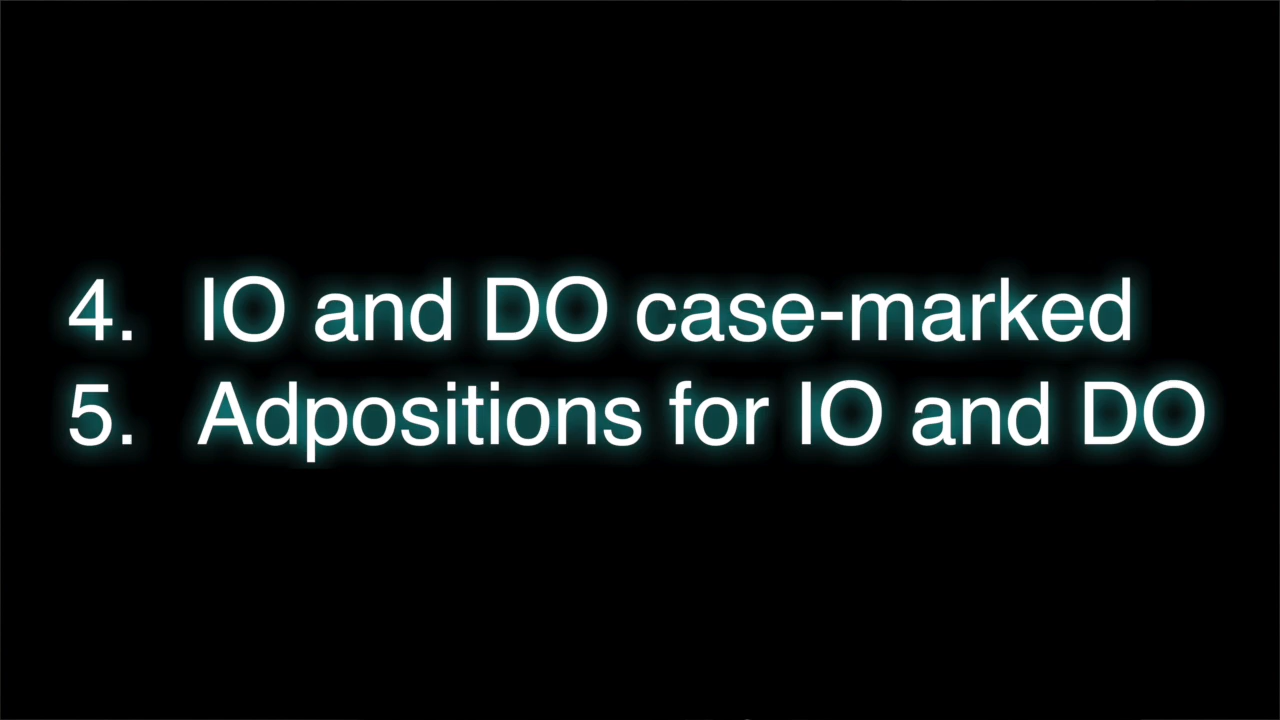 4. IO and DO case-marked
5. Adpositions for IO and DO